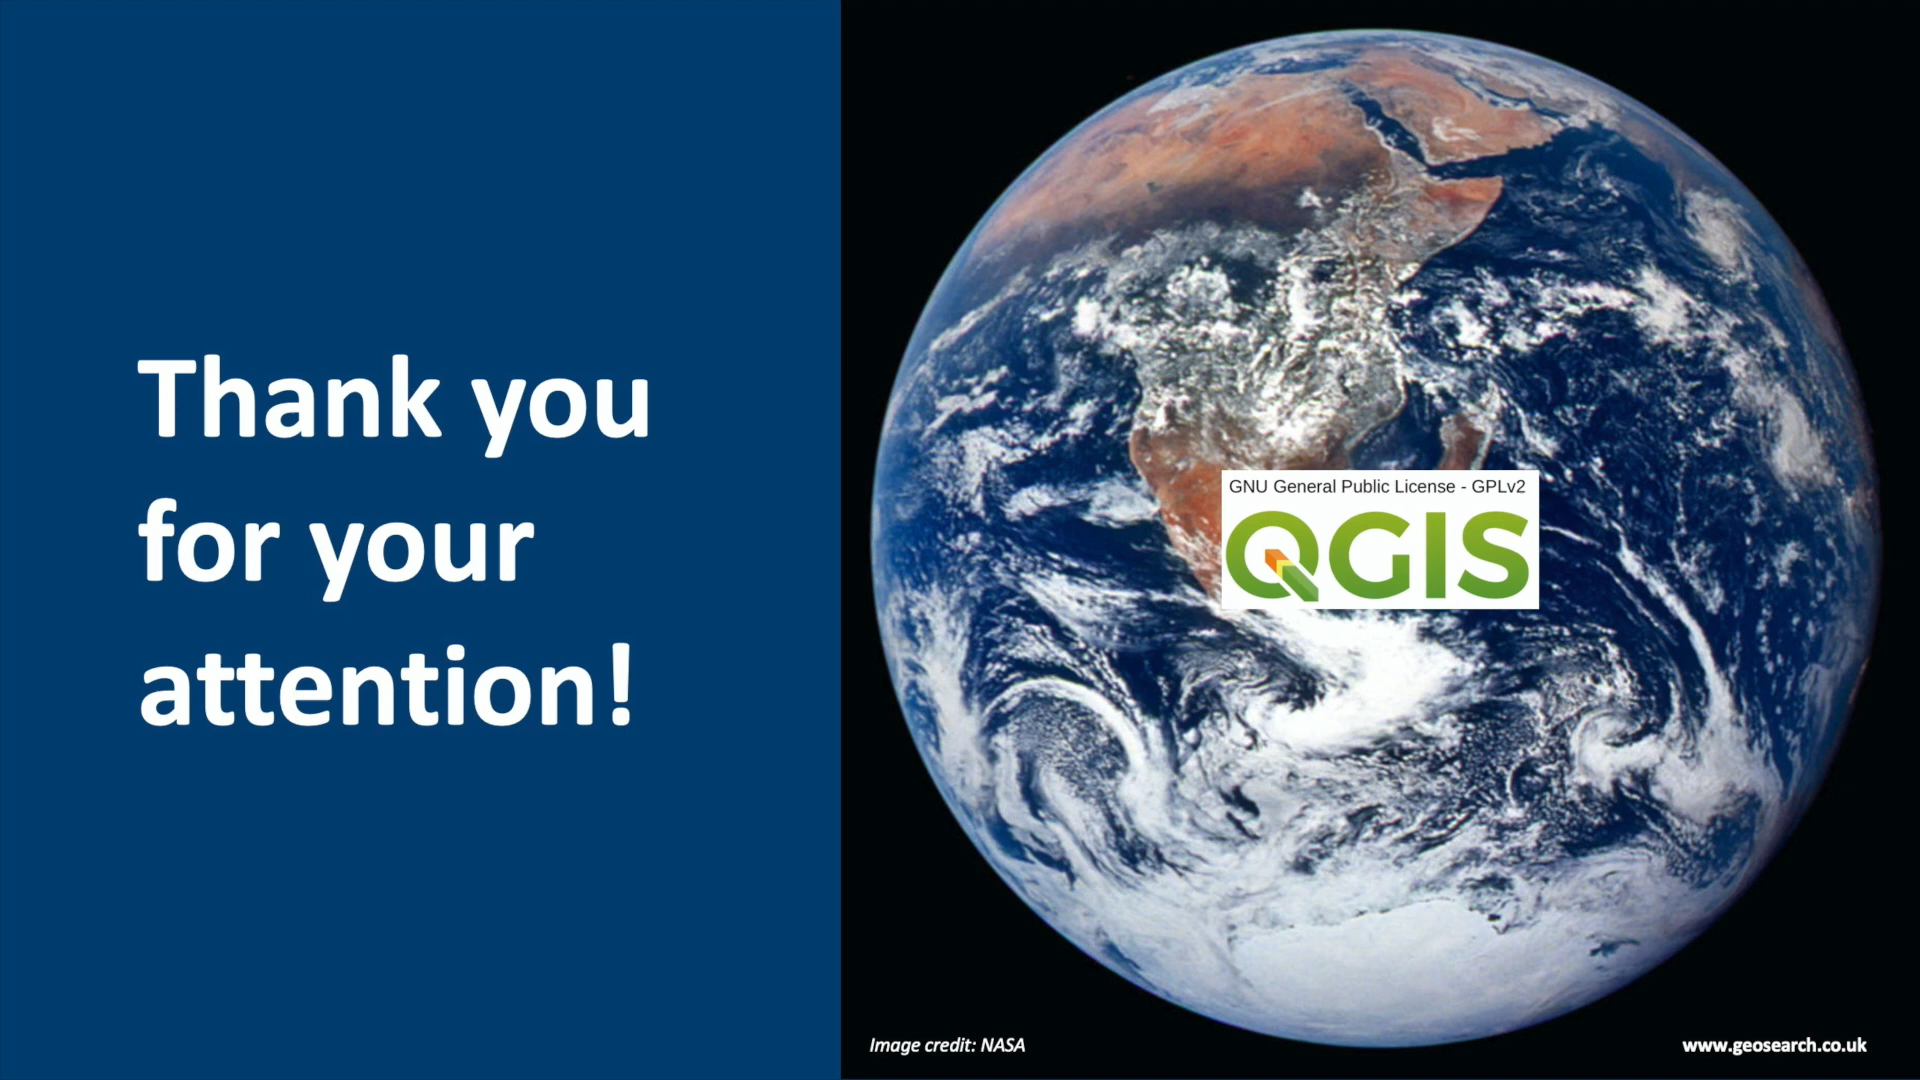 Thank you
for your
attention!
GNU General Public License - GPLv2
QGIS
Image credit: NASA
www.geosearch.co.uk